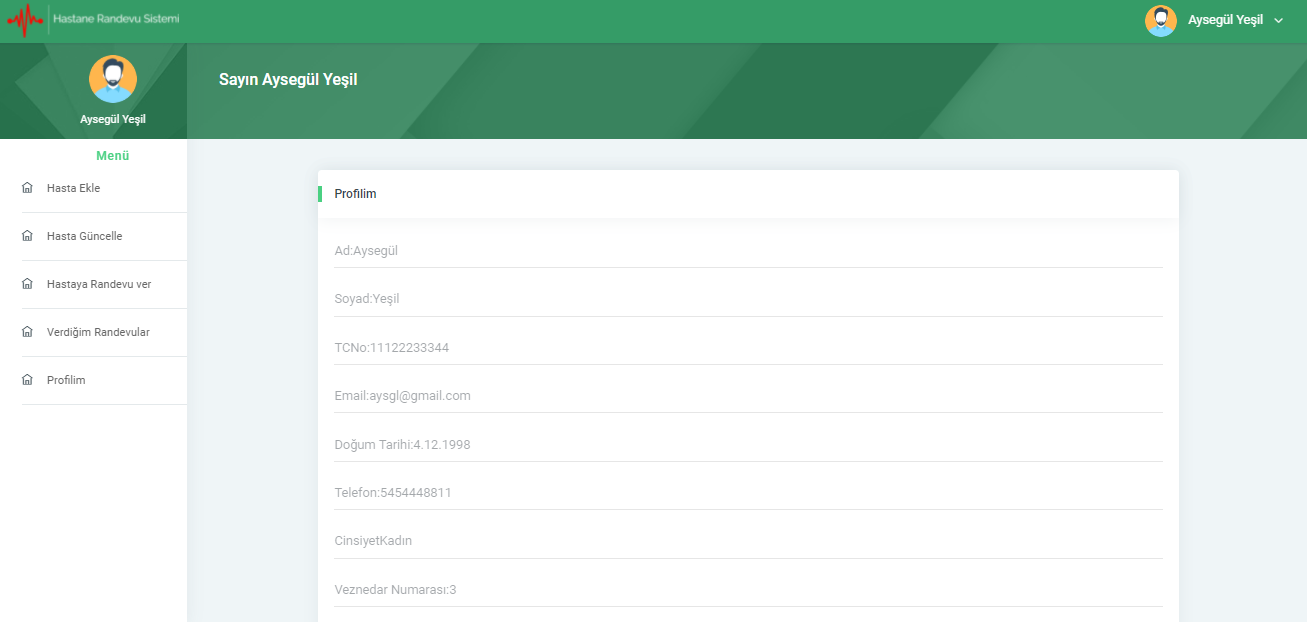 Hastane Randevu Sistemi
Aysegül Yeşil
Aysegül Yeşil
Sayın Aysegül Yeşil
Menü
Hasta Ekle
Hasta Güncelle
Hastaya Randevu ver
Verdiğim Randevular
Profilim
Profilim
Ad:Aysegül
Soyad:Yeşil
TCNo:11122233344
Email:aysgl@gmail.com
Doğum Tarihi:4.12.1998
Telefon:5454448811
CinsiyetKadın
Veznedar Numarası:3